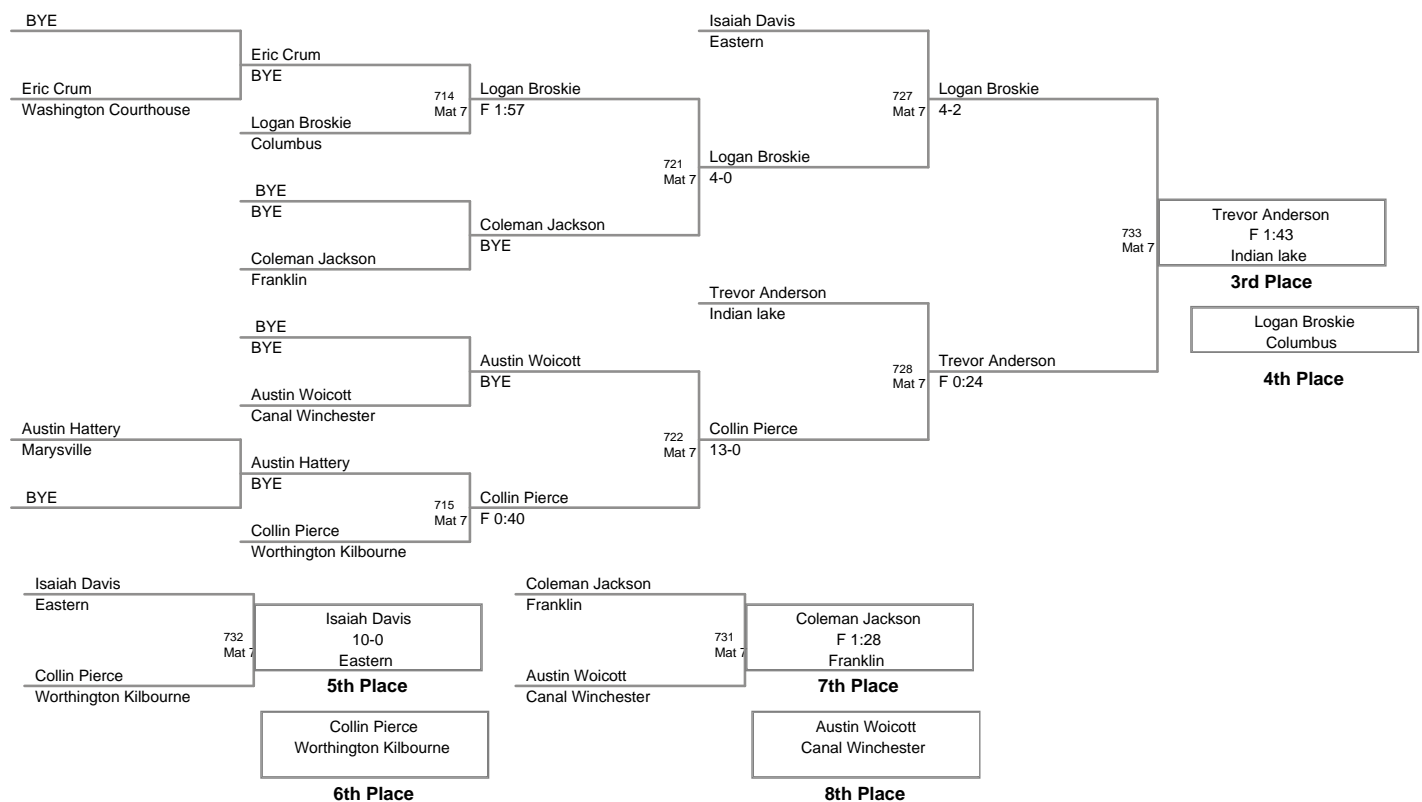 BYE
Eric Crum
Washington Courthouse
Eric Crum
BYE
714
Mat 7
Logan Broskie
Columbus
Logan Broskie
F 1:57
BYE
BYE
Coleman Jackson
Franklin
Coleman Jackson
BYE
721
Mat 7
Logan Broskie
4-0
Isaiah Davis
Eastern
727
Mat 7
Logan Broskie
4-2
BYE
BYE
Austin Woicott
Canal Winchester
Austin Woicott
BYE
Austin Hattery
Marysville
BYE
Austin Hattery
BYE
715
Mat 7
Collin Pierce
Worthington Kilbourne
Collin Pierce
F 0:40
722
Mat 7
Collin Pierce
13-0
Trevor Anderson
Indian lake
728
Mat 7
Trevor Anderson
F 0:24
733
Mat 7
Trevor Anderson
F 1:43
Indian lake
3rd Place
Logan Broskie
Columbus
4th Place
Isaiah Davis
Eastern
732
Mat 7
Collin Pierce
Worthington Kilbourne
Isaiah Davis
10-0
Eastern
5th Place
Collin Pierce
Worthington Kilbourne
6th Place
Coleman Jackson
Franklin
731
Mat 7
Austin Woicott
Canal Winchester
Coleman Jackson
F 1:28
Franklin
7th Place
Austin Woicott
Canal Winchester
8th Place